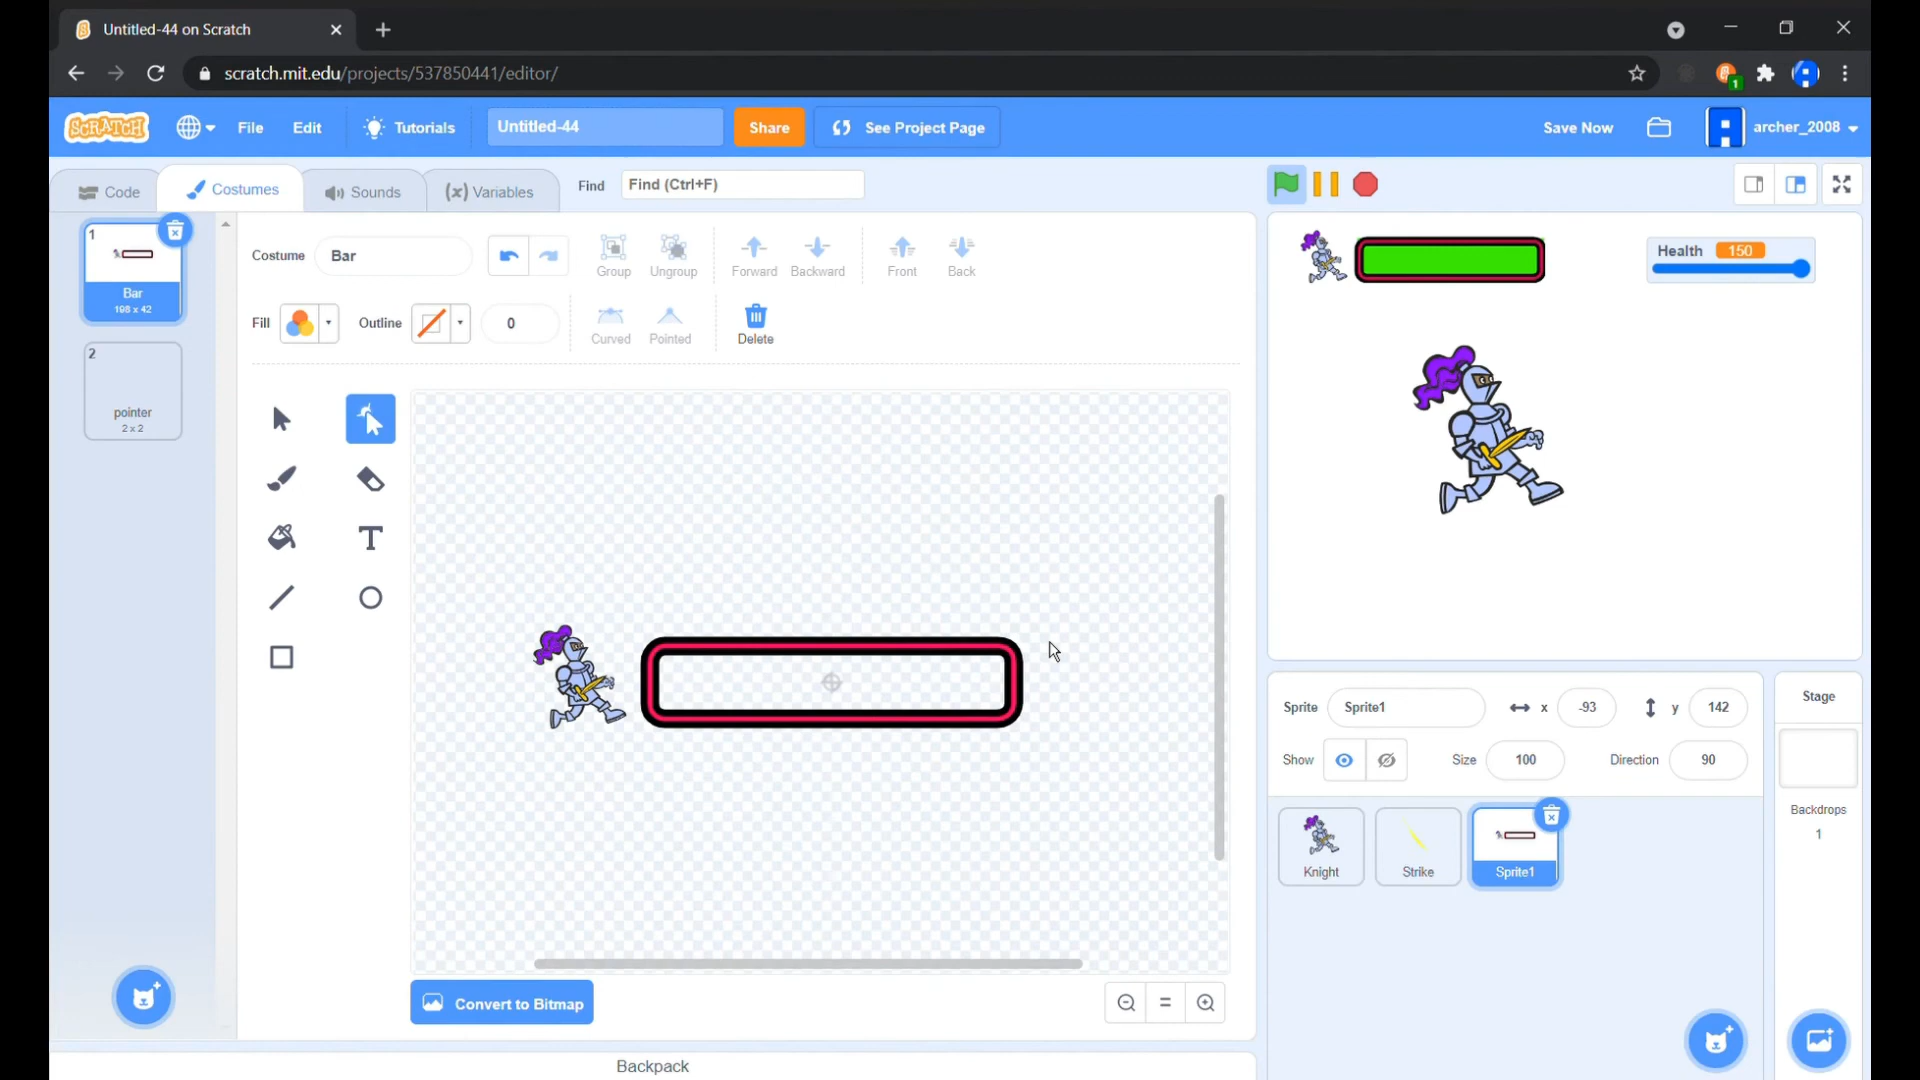 Untitled-44 on Scratch
scratch.mit.edu/projects/537850441/editor/
1
SCRATCH
File
Edit
Tutorials
Untitled-44
Share
See Project Page
Save Now
archer_2008
Code
Costumes
Sounds
(x) Variables
Find
Find (Ctrl+F)
1
Bar
198 x 42
2
pointer
2 x 2
Costume
Bar
Group
Ungroup
Forward
Backward
Front
Back
Fill
Outline
0
Curved
Pointed
Delete
T
Convert to Bitmap
=
Backpack
Health 150
Sprite
Sprite1
x
-93
y
142
Show
Size
100
Direction
90
Knight
Strike
Sprite1
Stage
Backdrops
1